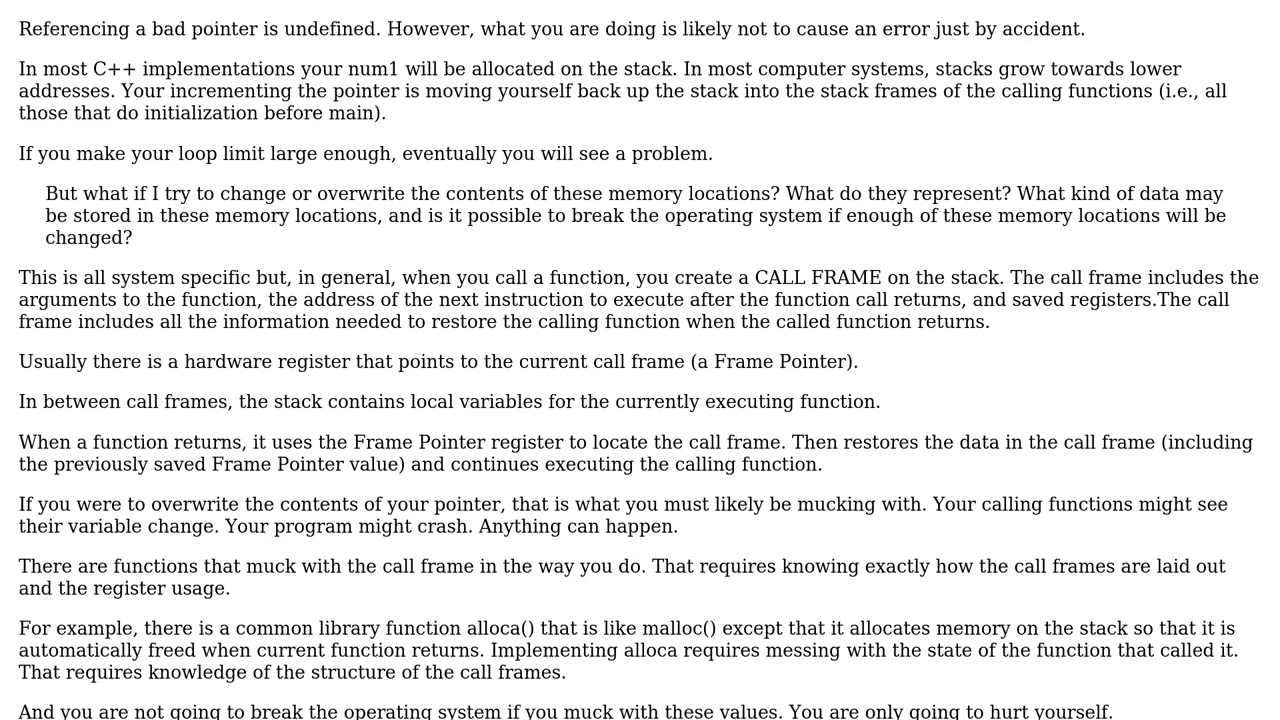 Referencing a bad pointer is undefined. However, what you are doing is likely not to cause an error just by accident.
In most C++ implementations your num1 will be allocated on the stack. In most computer systems, stacks grow towards lower
addresses. Your incrementing the pointer is moving yourself back up the stack into the stack frames of the calling functions (i.e., all
those that do initialization before main).
If you make your loop limit large enough, eventually you will see a problem.
But what if I try to change or overwrite the contents of these memory locations? What do they represent? What kind of data may
be stored in these memory locations, and is it possible to break the operating system if enough of these memory locations will be
changed?
This is all system specific but, in general, when you call a function, you create a CALL FRAME on the stack. The call frame includes the
arguments to the function, the address of the next instruction to execute after the function call returns, and saved registers.The call
frame includes all the information needed to restore the calling function when the called function returns.
Usually there is a hardware register that points to the current call frame (a Frame Pointer).
In between call frames, the stack contains local variables for the currently executing function.
When a function returns, it uses the Frame Pointer register to locate the call frame. Then restores the data in the call frame (including
the previously saved Frame Pointer value) and continues executing the calling function.
If you were to overwrite the contents of your pointer, that is what you must likely be mucking with. Your calling functions might see
their variable change. Your program might crash. Anything can happen.
There are functions that muck with the call frame in the way you do. That requires knowing exactly how the call frames are laid out
and the register usage.
For example, there is a common library function alloca() that is like malloc() except that it allocates memory on the stack so that it is
automatically freed when current function returns. Implementing alloca requires messing with the state of the function that called it.
That requires knowledge of the structure of the call frames.
And you are not going to break the operating system if you muck with these values. You are only going to hurt yourself.